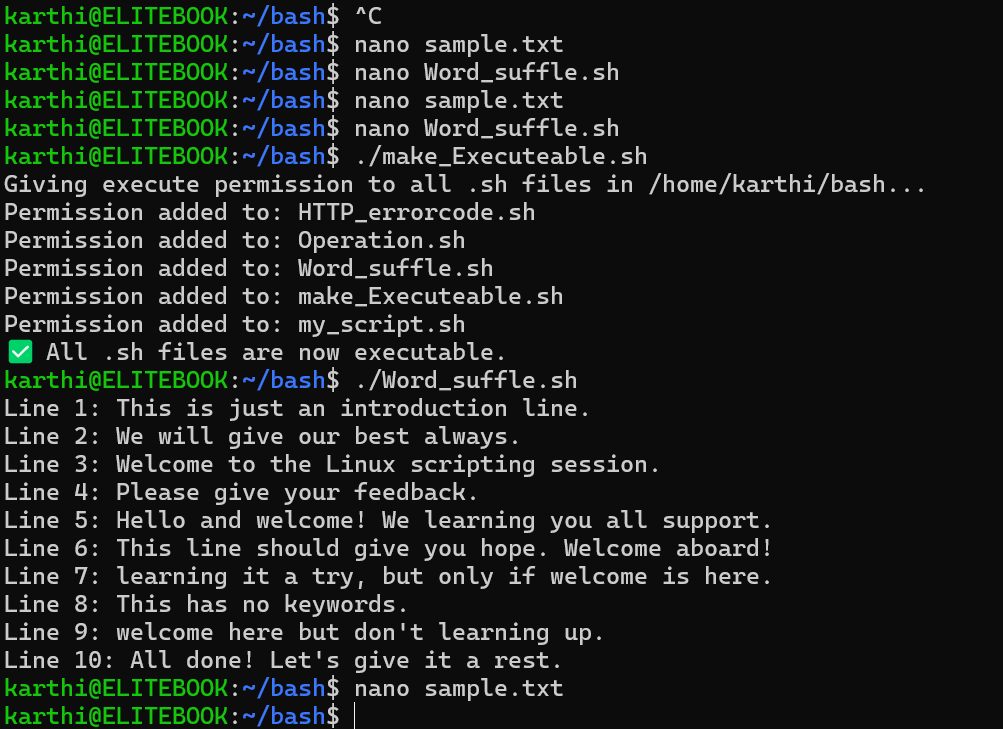 karthi@ELITEBOOK:~/bash$ ^C
karthi@ELITEBOOK:~/bash$ nano sample.txt
karthi@ELITEBOOK:~/bash$ nano Word_suffle.sh
karthi@ELITEBOOK:~/bash$ nano sample.txt
karthi@ELITEBOOK:~/bash$ nano Word_suffle.sh
karthi@ELITEBOOK:~/bash$ ./make_Executeable.sh
Giving execute permission to all .sh files in /home/karthi/bash...
Permission added to: HTTP_errorcode.sh
Permission added to: Operation.sh
Permission added to: Word_suffle.sh
Permission added to: make_Executeable.sh
Permission added to: my_script.sh
✅ All .sh files are now executable.
karthi@ELITEBOOK:~/bash$ ./Word_suffle.sh
Line 1: This is just an introduction line.
Line 2: We will give our best always.
Line 3: Welcome to the Linux scripting session.
Line 4: Please give your feedback.
Line 5: Hello and welcome! We learning you all support.
Line 6: This line should give you hope. Welcome aboard!
Line 7: learning it a try, but only if welcome is here.
Line 8: This has no keywords.
Line 9: welcome here but don't learning up.
Line 10: All done! Let's give it a rest.
karthi@ELITEBOOK:~/bash$ nano sample.txt
karthi@ELITEBOOK:~/bash$